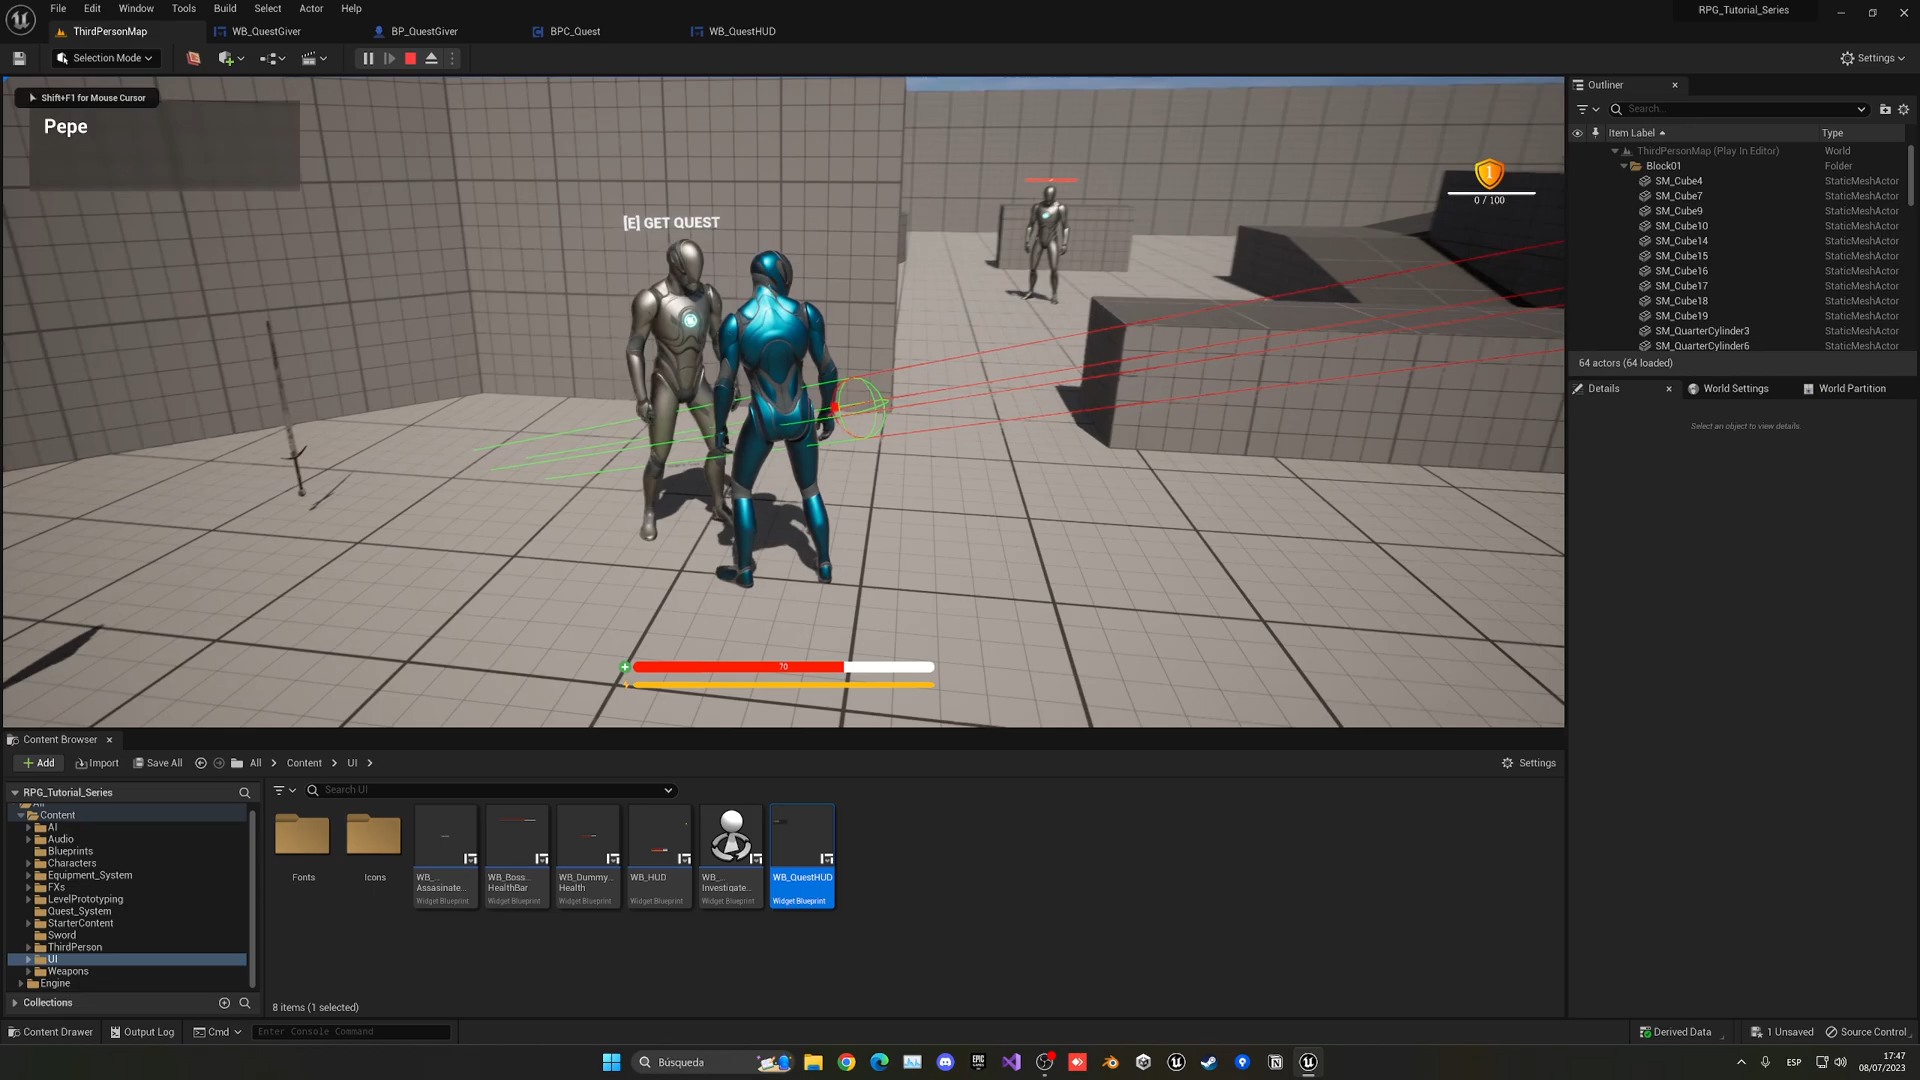 File Edit Window Tools Build Select Actor Help
RPG_Tutorial_Series
ThirdPersonMap
WB_QuestGiver
BP_QuestGiver
BPC_Quest
WB_QuestHUD
Selection Mode
Settings
Shift+F1 for Mouse Cursor
Pepe
[E] GET QUEST
1
0 / 100
70
Outliner
Search...
Item Label
Type
ThirdPersonMap (Play In Editor) World
Block01 Folder
SM_Cube4 StaticMeshActor
SM_Cube7 StaticMeshActor
SM_Cube9 StaticMeshActor
SM_Cube10 StaticMeshActor
SM_Cube14 StaticMeshActor
SM_Cube15 StaticMeshActor
SM_Cube16 StaticMeshActor
SM_Cube17 StaticMeshActor
SM_Cube18 StaticMeshActor
SM_Cube19 StaticMeshActor
SM_QuarterCylinder3 StaticMeshActor
SM_QuarterCylinder6 StaticMeshActor
64 actors (64 loaded)
Details
World Settings
World Partition
Select an object to view details.
Content Browser
Add
Import
Save All
All
Content
UI
Settings
RPG_Tutorial_Series
Search UI
All
Content
AI
Audio
Blueprints
Characters
Equipment_System
FXs
LevelPrototyping
Quest_System
StarterContent
Sword
ThirdPerson
UI
Weapons
Engine
Collections
Fonts
Icons
WB_...
Assasinate...
Widget Blueprint
WB_Boss...
HealthBar
Widget Blueprint
WB_Dummy...
Health
Widget Blueprint
WB_HUD
Widget Blueprint
WB_...
Investigate...
Widget Blueprint
WB_QuestHUD
Widget Blueprint
8 items (1 selected)
Content Drawer
Output Log
Cmd
Enter Console Command
Derived Data
1 Unsaved
Source Control
Búsqueda
EPIC
GAMES
ESP
17:47
08/07/2023